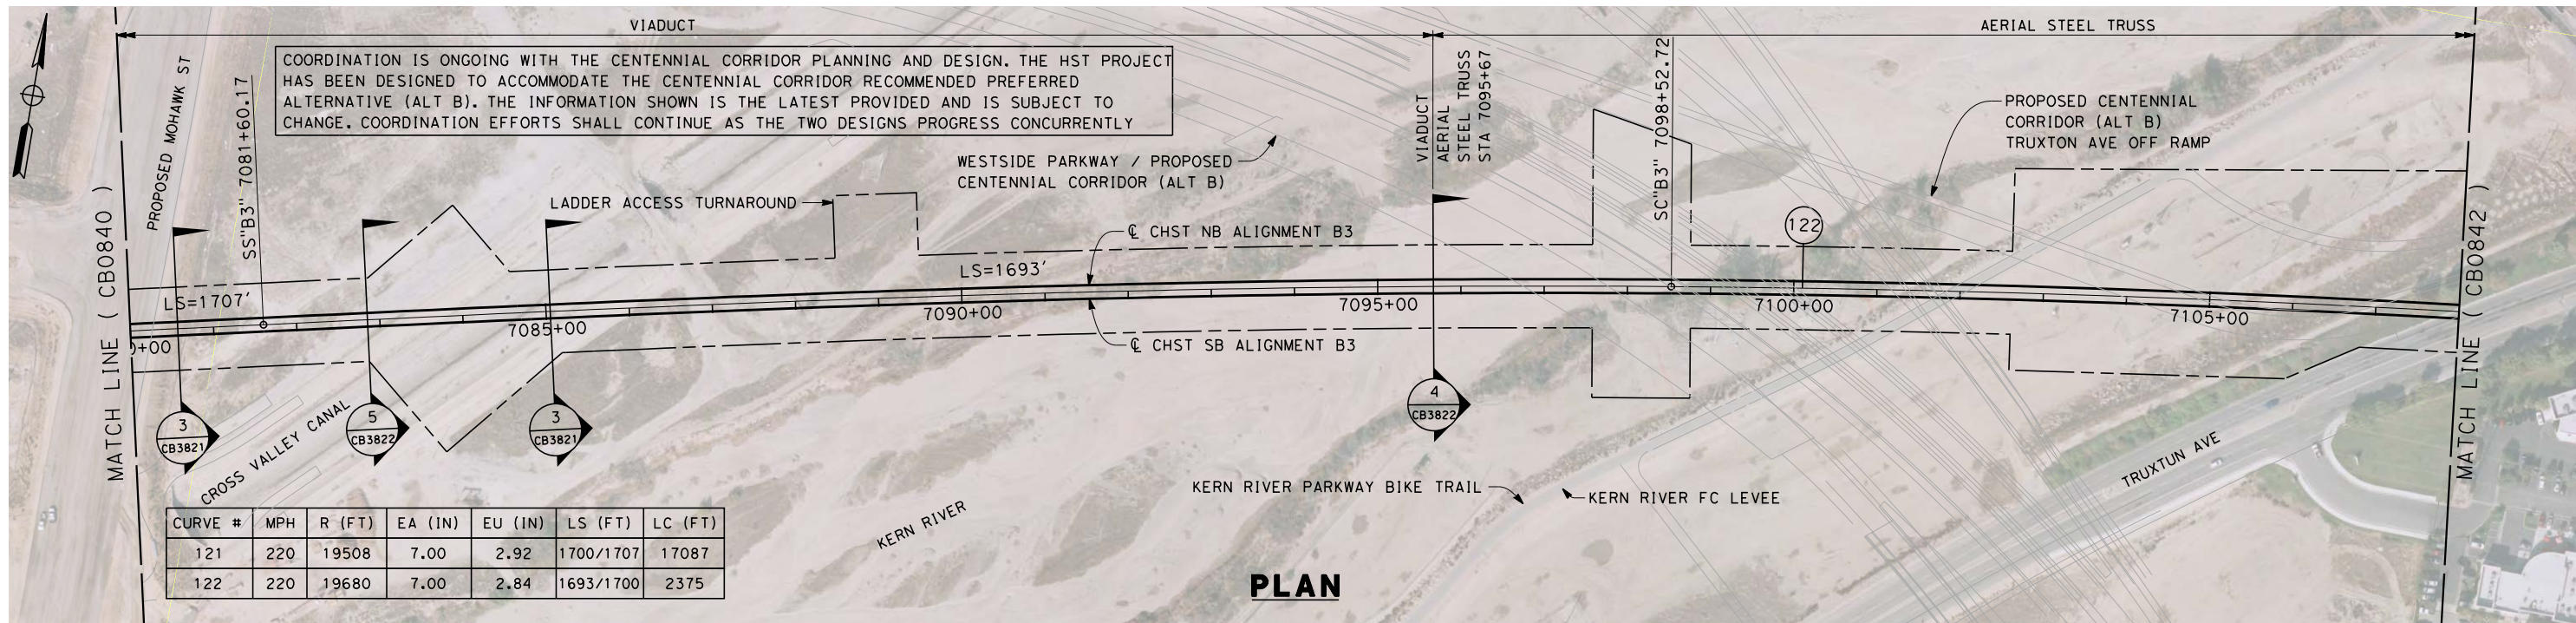 VIADUCT
AERIAL STEEL TRUSS
COORDINATION IS ONGOING WITH THE CENTENNIAL CORRIDOR PLANNING AND DESIGN. THE HST PROJECT
HAS BEEN DESIGNED TO ACCOMMODATE THE CENTENNIAL CORRIDOR RECOMMENDED PREFERRED
ALTERNATIVE (ALT B). THE INFORMATION SHOWN IS THE LATEST PROVIDED AND IS SUBJECT TO
CHANGE. COORDINATION EFFORTS SHALL CONTINUE AS THE TWO DESIGNS PROGRESS CONCURRENTLY
MATCH LINE ( CB0840 )
PROPOSED MOHAWK ST
SS"B3" 7081+60.17
LADDER ACCESS TURNAROUND
WESTSIDE PARKWAY / PROPOSED
CENTENNIAL CORRIDOR (ALT B)
VIADUCT
AERIAL
STEEL TRUSS
STA 7095+67
SC"B3" 7098+52.72
PROPOSED CENTENNIAL
CORRIDOR (ALT B)
TRUXTON AVE OFF RAMP
122
℄ CHST NB ALIGNMENT B3
LS=1707'
LS=1693'
0+00
7085+00
7090+00
7095+00
7100+00
7105+00
℄ CHST SB ALIGNMENT B3
MATCH LINE ( CB0842 )
3
CB3821
5
CB3822
3
CB3821
4
CB3822
CROSS VALLEY CANAL
KERN RIVER
KERN RIVER PARKWAY BIKE TRAIL
KERN RIVER FC LEVEE
TRUXTUN AVE
CURVE # MPH R (FT) EA (IN) EU (IN) LS (FT) LC (FT)
121 220 19508 7.00 2.92 1700/1707 17087
122 220 19680 7.00 2.84 1693/1700 2375
PLAN